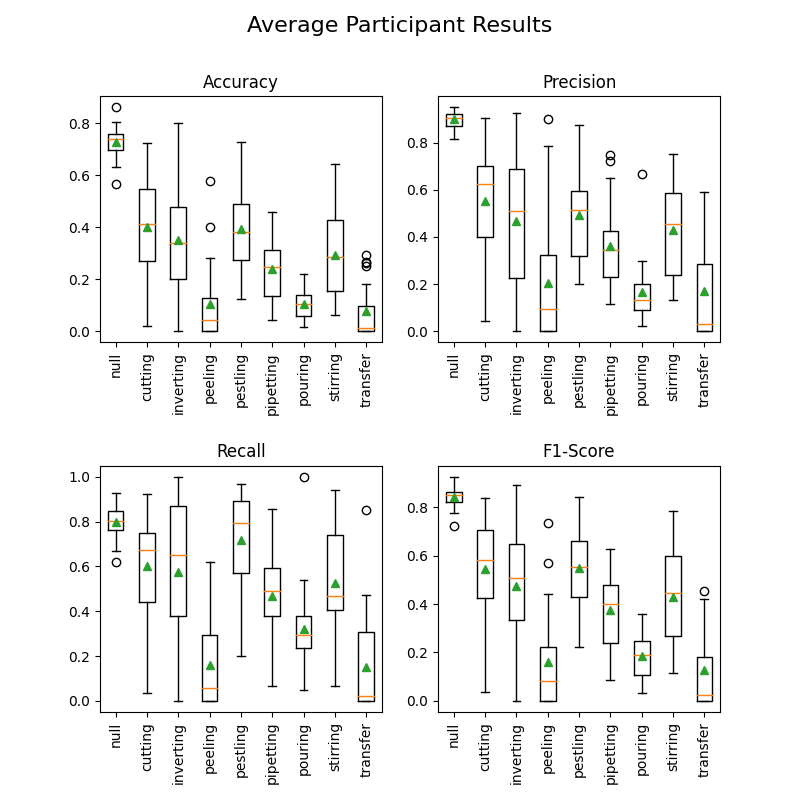 Average Participant Results
Accuracy
0.8
0.6
0.4
0.2
0.0
null cutting inverting peeling pestling pipetting pouring stirring transfer
Precision
0.8
0.6
0.4
0.2
0.0
null cutting inverting peeling pestling pipetting pouring stirring transfer
Recall
1.0
0.8
0.6
0.4
0.2
0.0
null cutting inverting peeling pestling pipetting pouring stirring transfer
F1-Score
0.8
0.6
0.4
0.2
0.0
null cutting inverting peeling pestling pipetting pouring stirring transfer